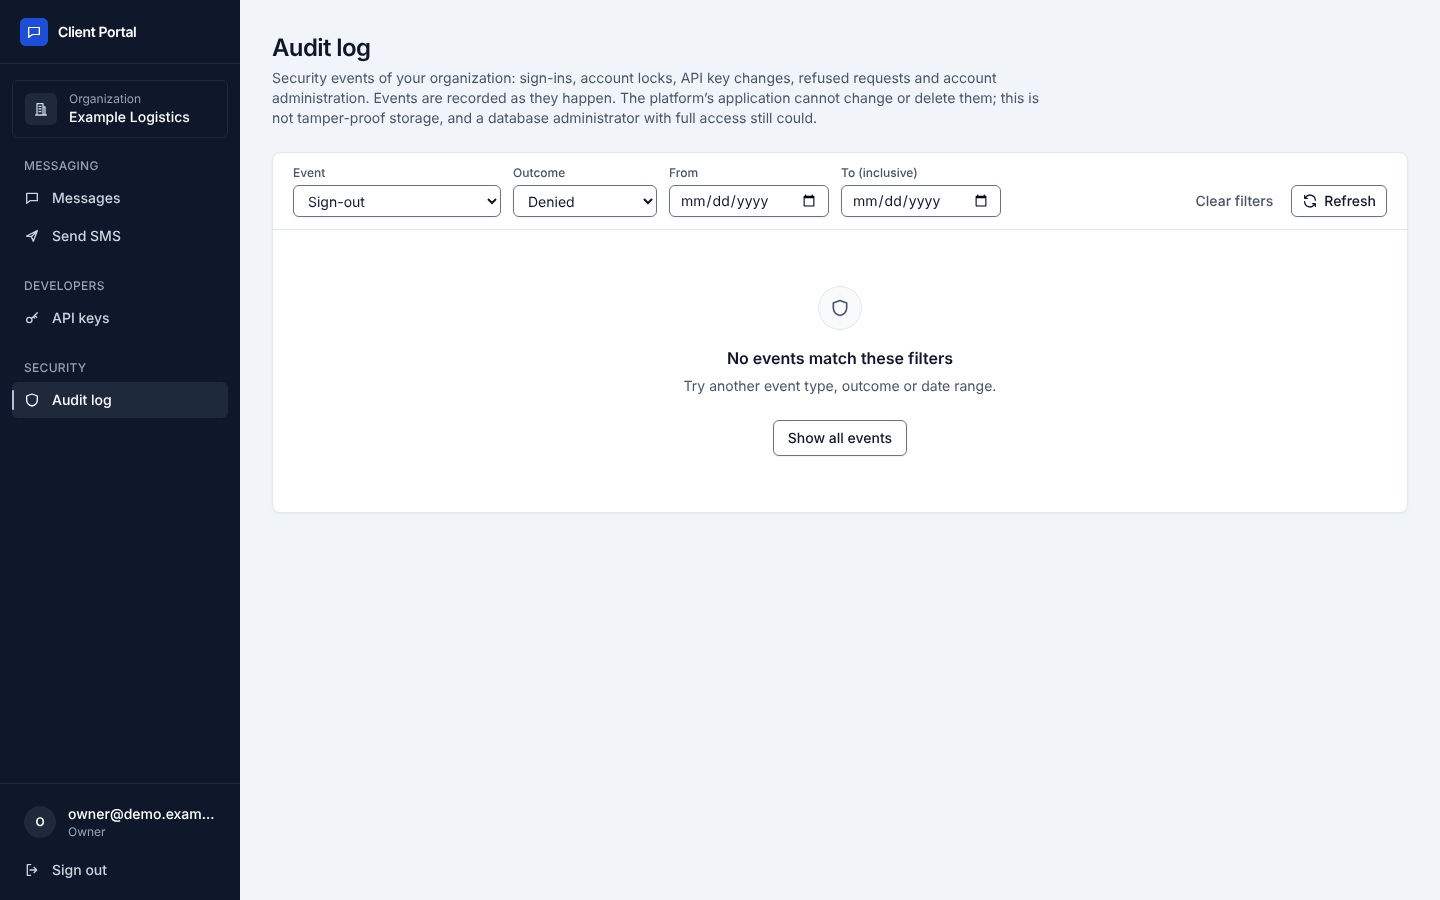 Client Portal
Organization
Example Logistics
MESSAGING
Messages
Send SMS
DEVELOPERS
API keys
SECURITY
Audit log
owner@demo.exam...
O
Owner
Sign out
Audit log
Security events of your organization: sign-ins, account locks, API key changes, refused requests and account
administration. Events are recorded as they happen. The platform’s application cannot change or delete them; this is
not tamper-proof storage, and a database administrator with full access still could.
Event
Outcome
From
To (inclusive)
Sign-out
Denied
mm/dd/yyyy
mm/dd/yyyy
Clear filters
Refresh
No events match these filters
Try another event type, outcome or date range.
Show all events